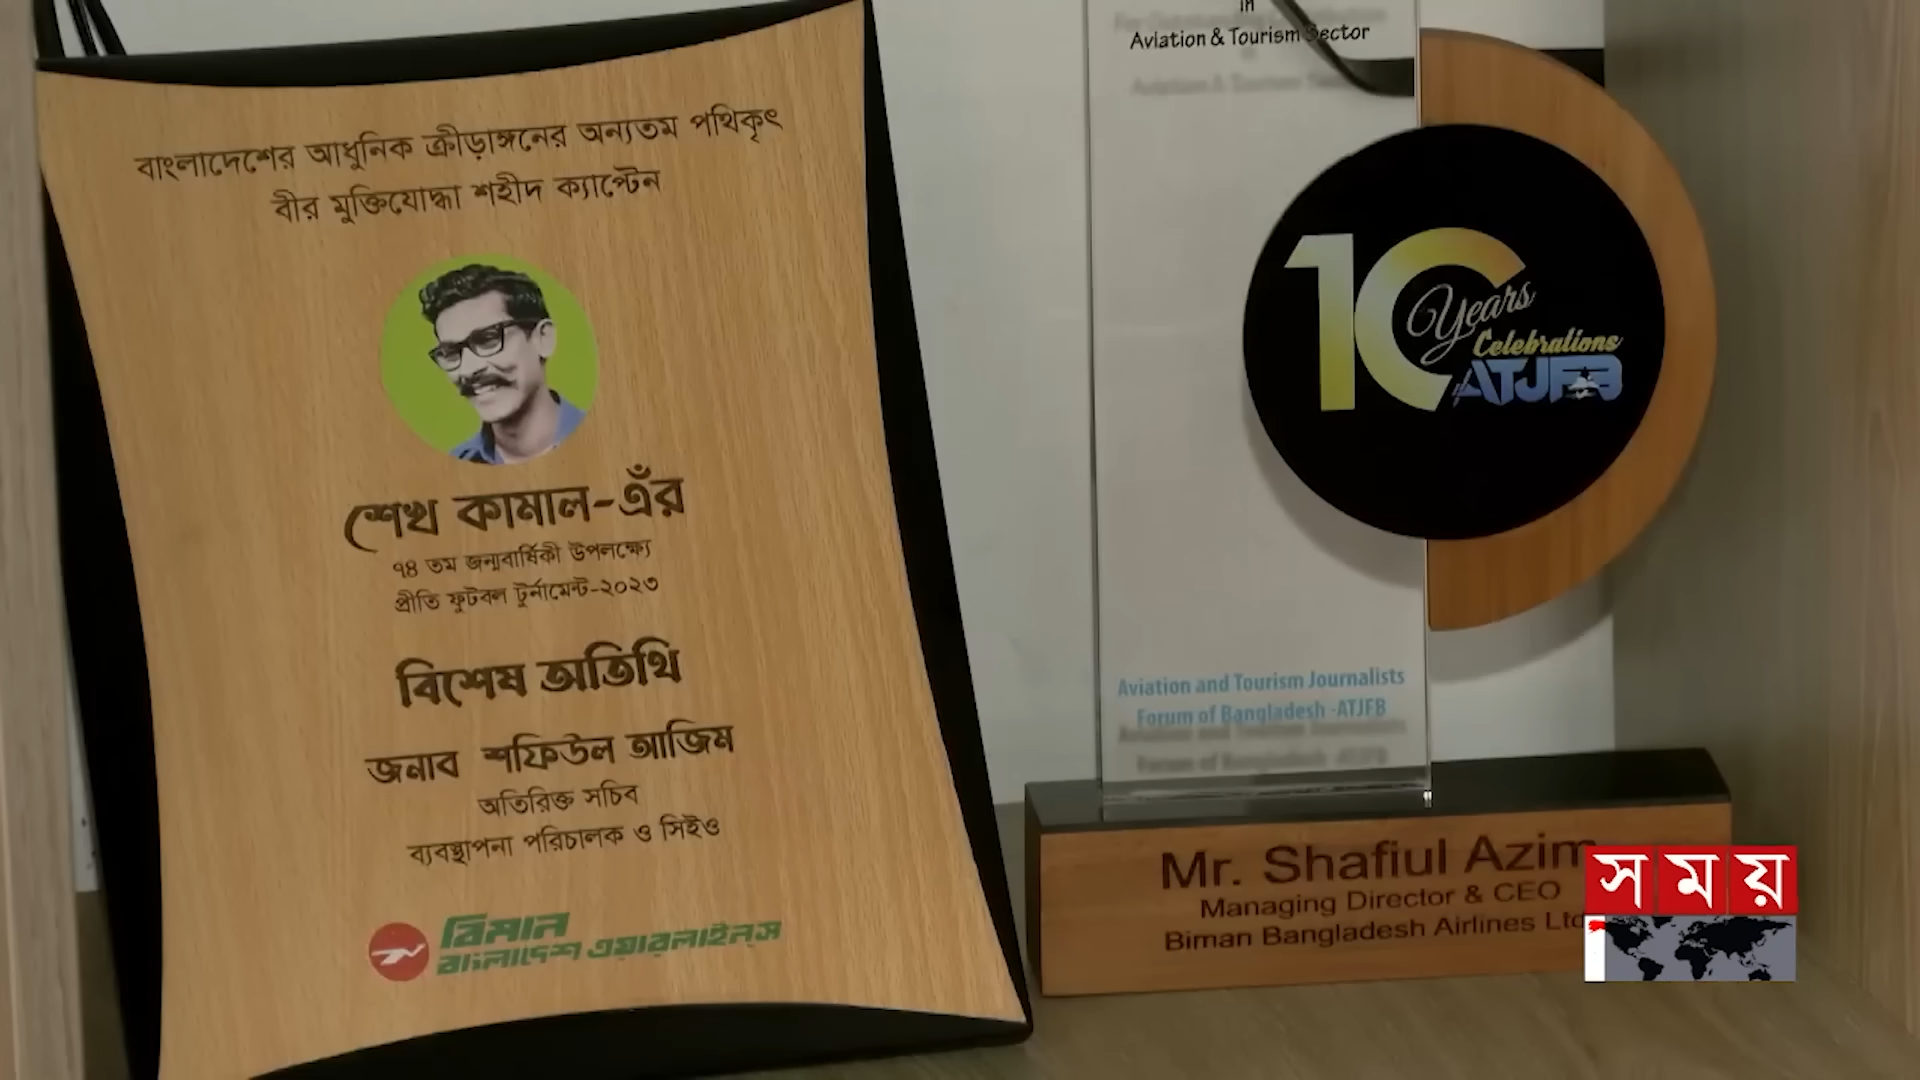 বাংলাদেশের আধুনিক ক্রীড়াঙ্গনের অন্যতম পথিকৃৎ
বীর মুক্তিযোদ্ধা শহীদ ক্যাপ্টেন
শেখ কামাল-এঁর
৭৪ তম জন্মবার্ষিকী উপলক্ষ্যে
প্রীতি ফুটবল টুর্নামেন্ট-২০২৩
বিশেষ অতিথি
জনাব শফিউল আজিম
অতিরিক্ত সচিব
ব্যবস্থাপনা পরিচালক ও সিইও
বিমান
বাংলাদেশ এয়ারলাইন্স
in
Aviation & Tourism Sector
10
Years
Celebrations
ATJFB
Aviation and Tourism Journalists
Forum of Bangladesh -ATJFB
Mr. Shafiul Azim
Managing Director & CEO
Biman Bangladesh Airlines Ltd
সময়